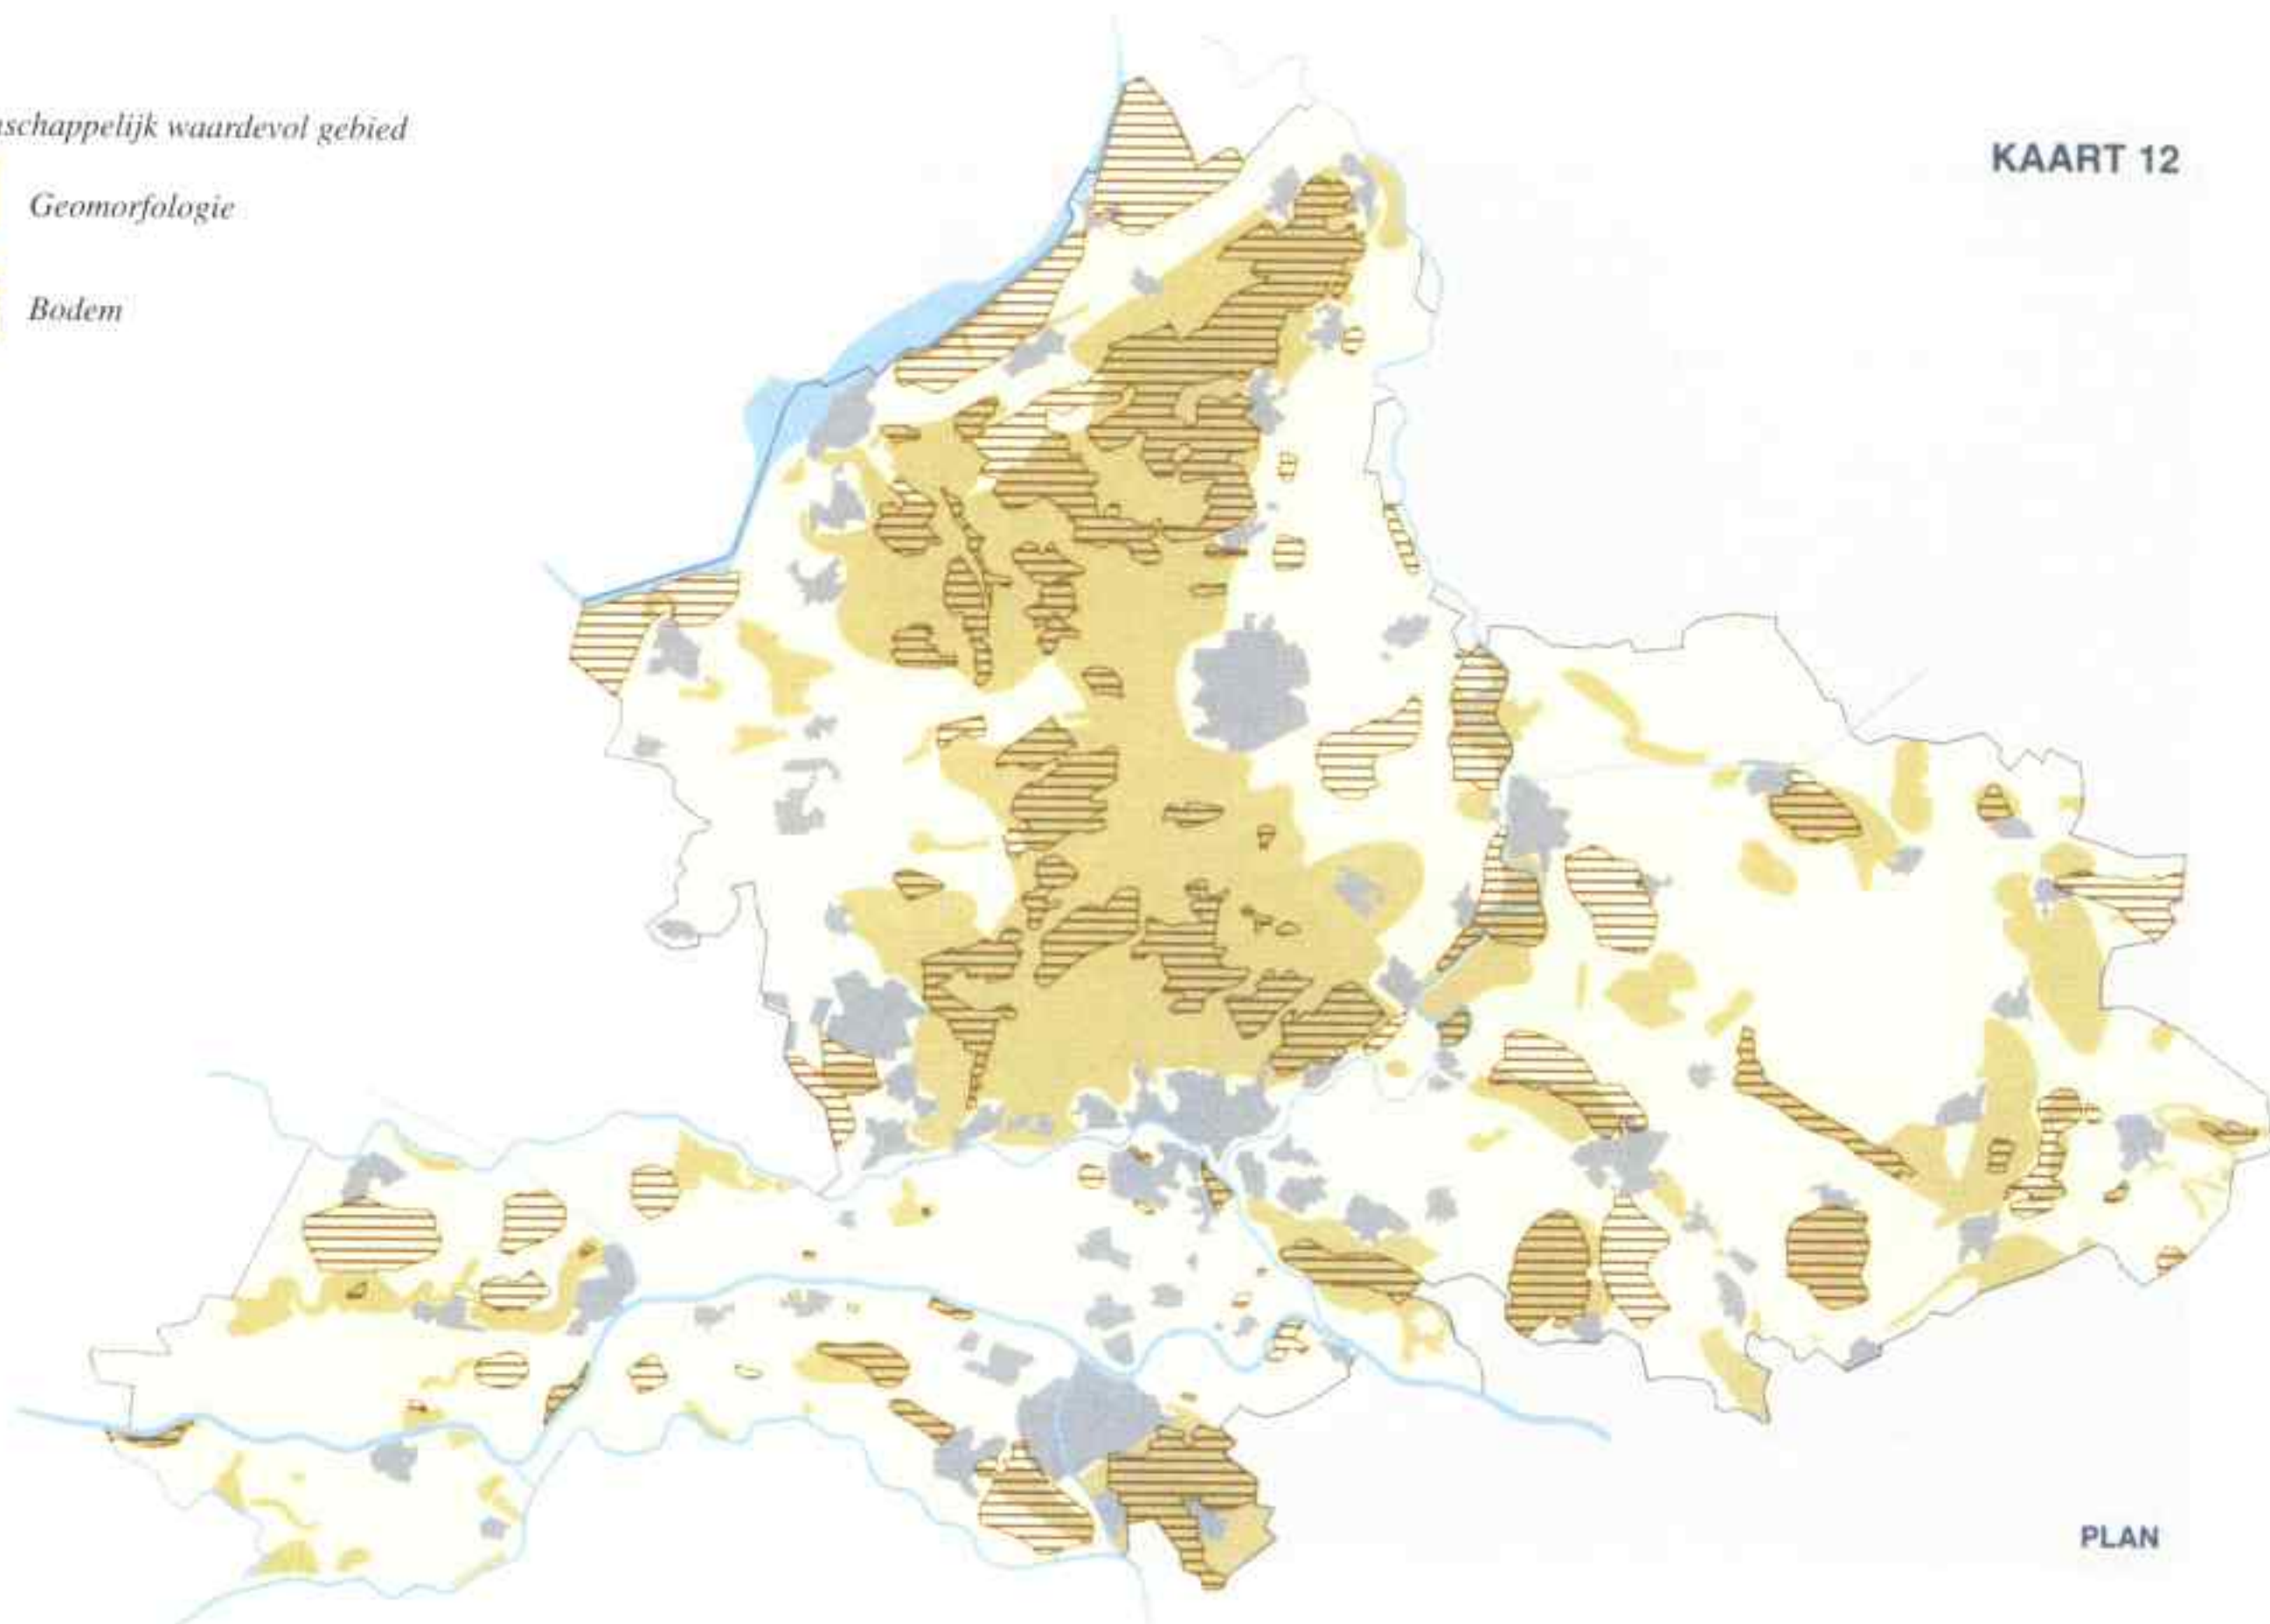 schappelijk waardevol gebied
KAART 12
Geomorfologie
Bodem
PLAN